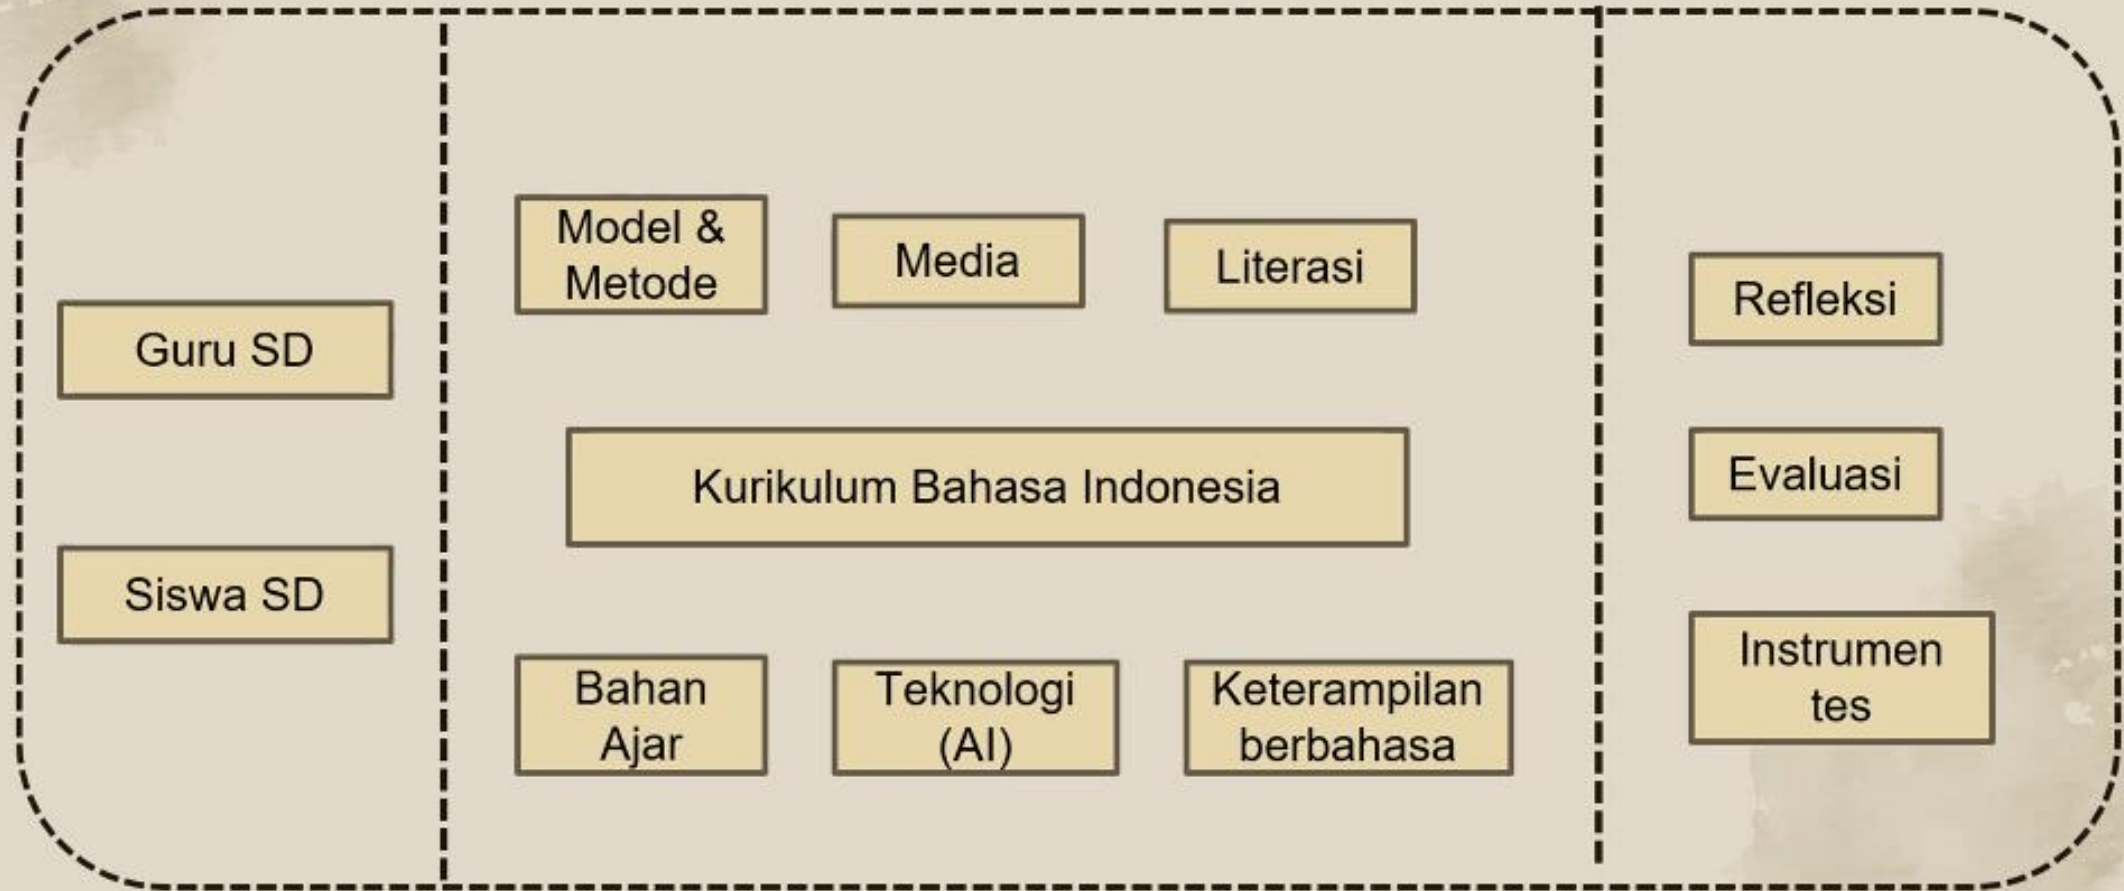 Guru SD
Siswa SD
Model &
Metode
Media
Literasi
Kurikulum Bahasa Indonesia
Bahan
Ajar
Teknologi
(AI)
Keterampilan
berbahasa
Refleksi
Evaluasi
Instrumen
tes